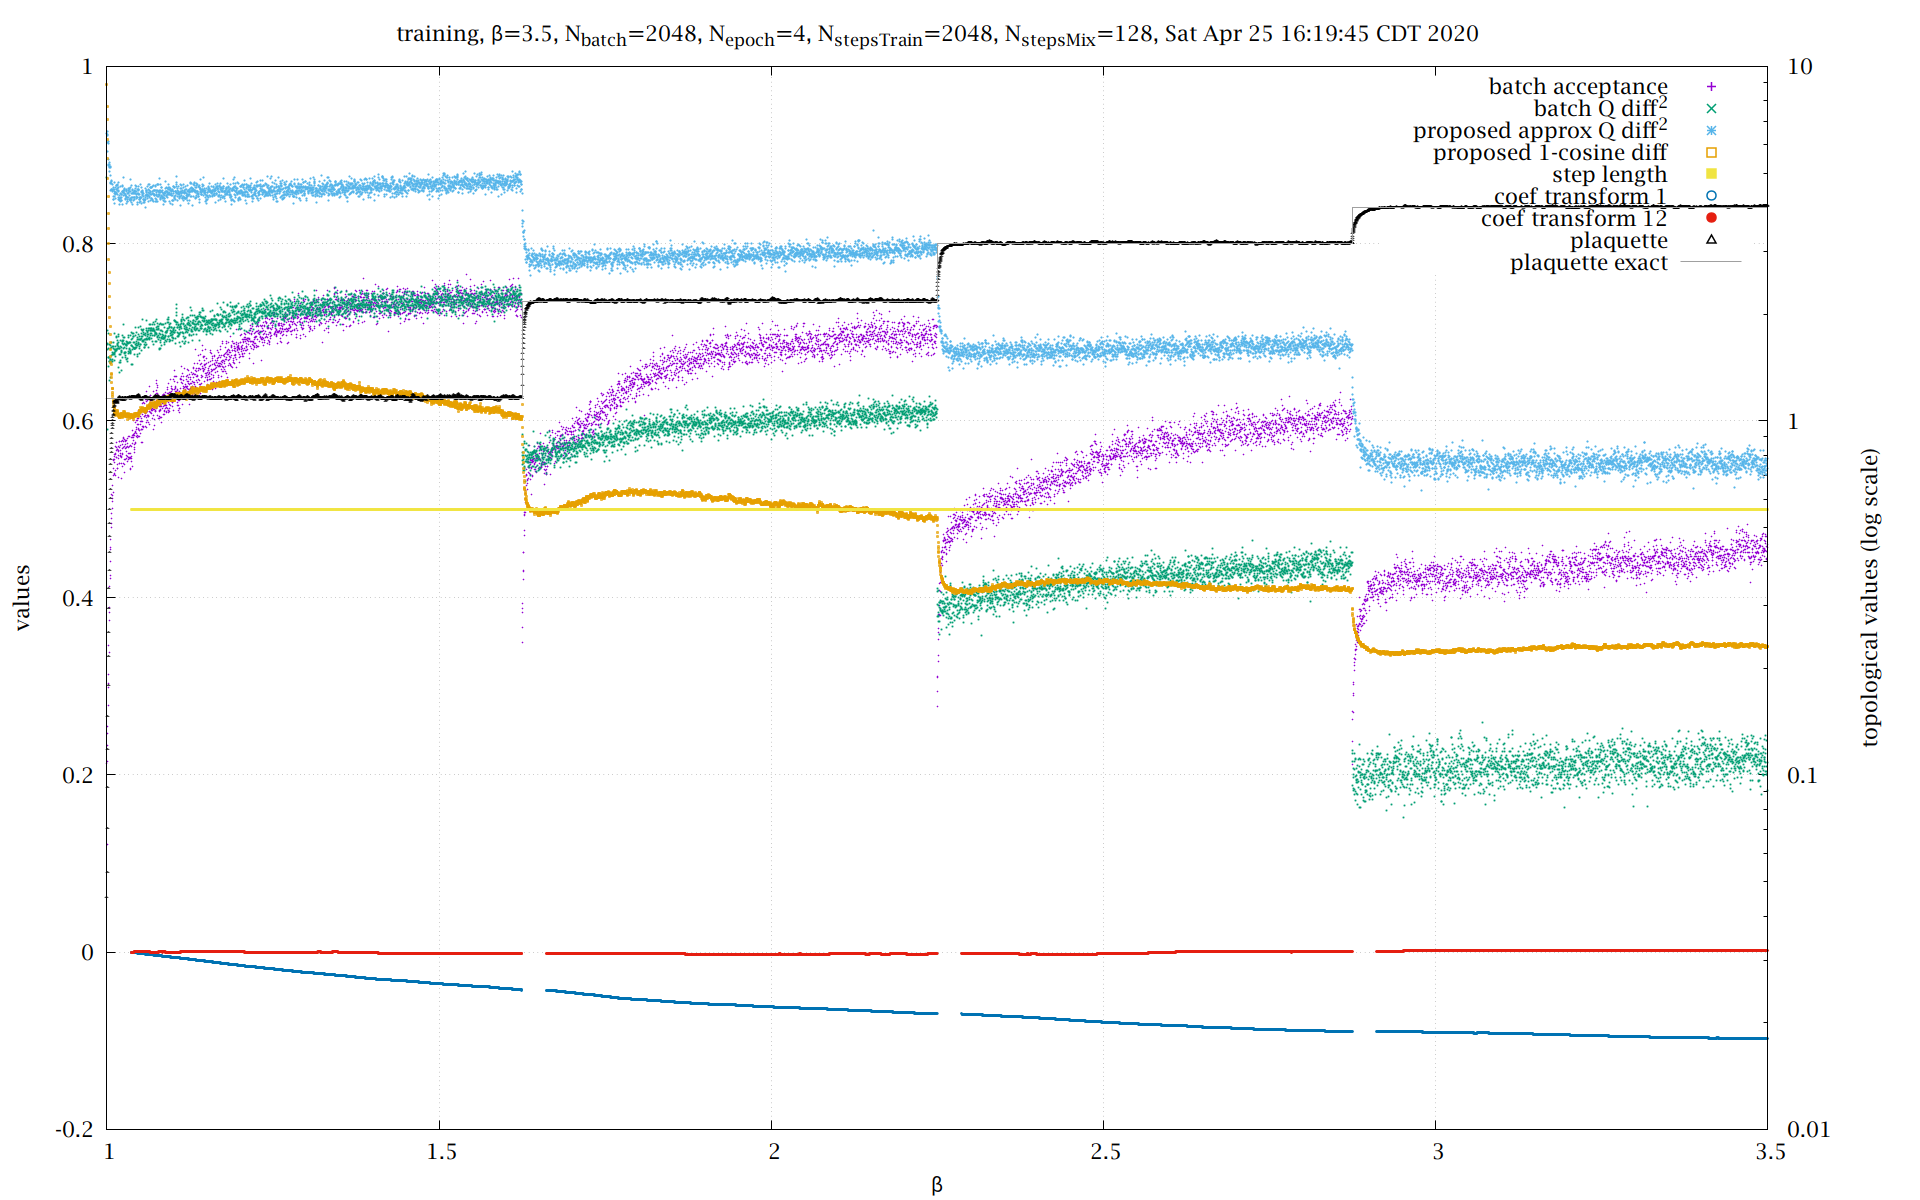 training, β=3.5, Nbatch=2048, Nepoch=4, NstepsTrain=2048, NstepsMix=128, Sat Apr 25 16:19:45 CDT 2020
batch acceptance
batch Q diff²
proposed approx Q diff²
proposed 1-cosine diff
step length
coef transform 1
coef transform 12
plaquette
plaquette exact
1
0.8
0.6
0.4
0.2
0
-0.2
values
10
1
0.1
0.01
topological values (log scale)
1
1.5
2
2.5
3
3.5
β